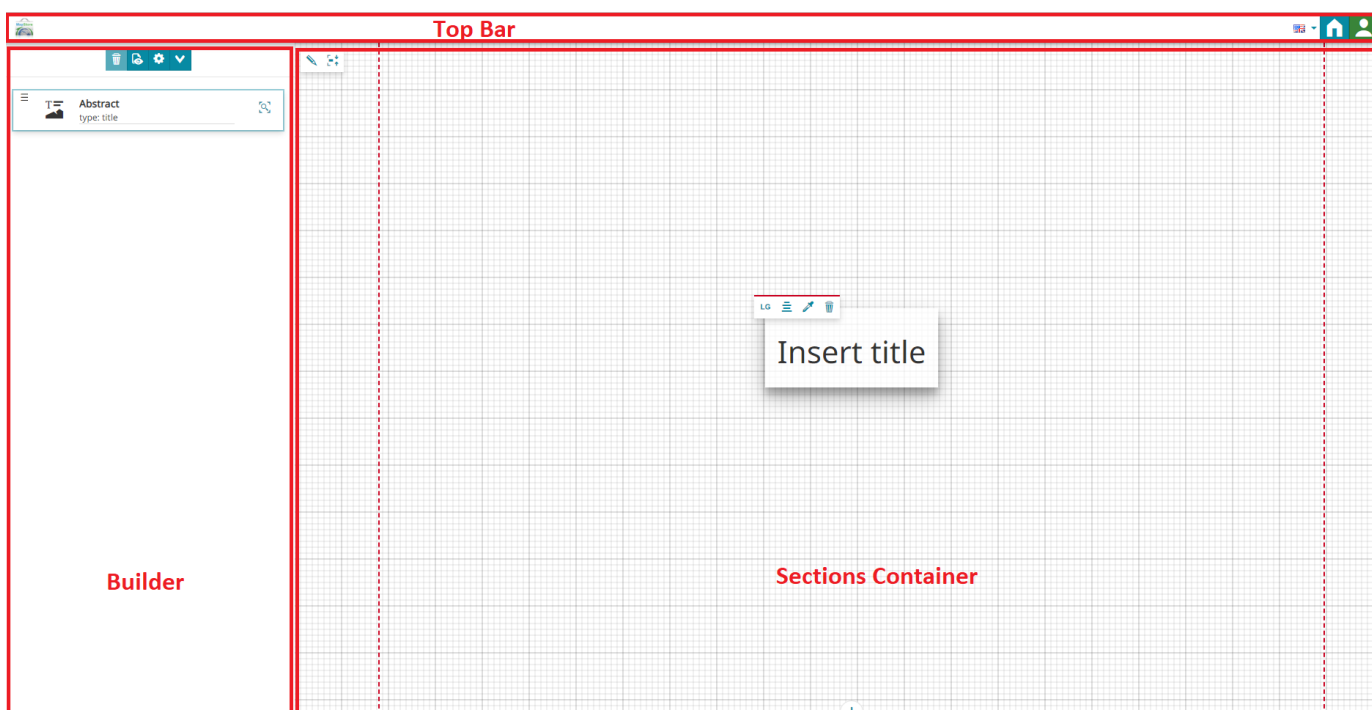 Top Bar
Abstract
type: title
LG
Insert title
Builder
Sections Container